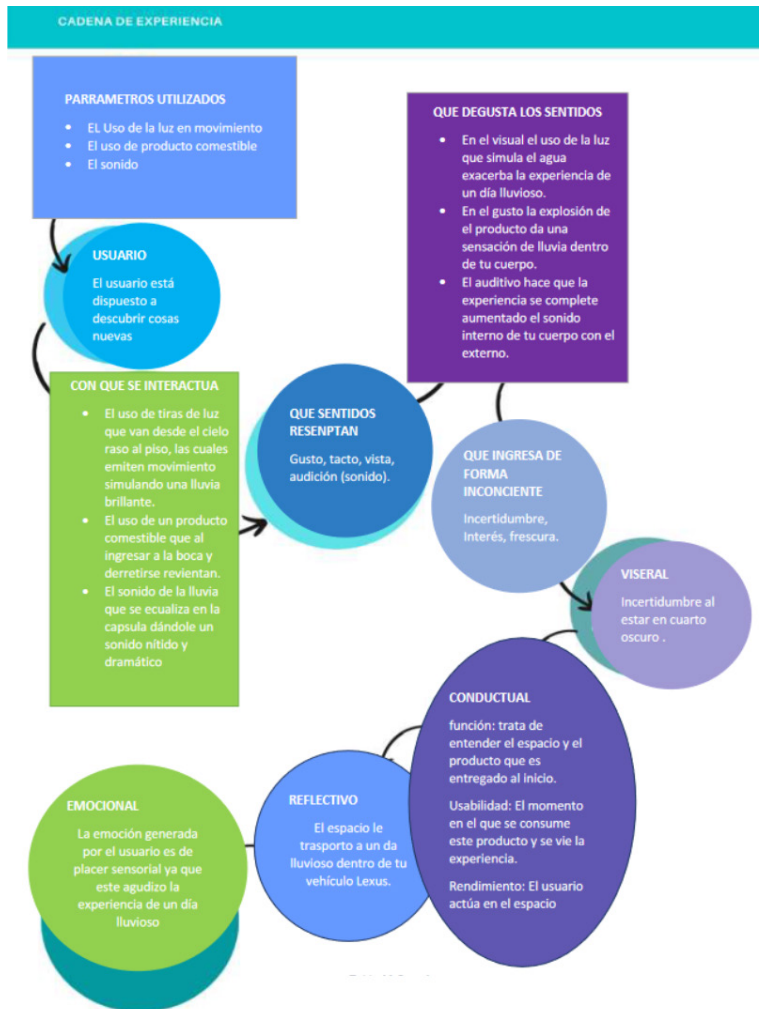 CADENA DE EXPERIENCIA
PARRAMETROS UTILIZADOS
• EL Uso de la luz en movimiento
• El uso de producto comestible
• El sonido
USUARIO
El usuario está
dispuesto a
descubrir cosas
nuevas
CON QUE SE INTERACTUA
• El uso de tiras de luz
que van desde el cielo
raso al piso, las cuales
emiten movimiento
simulando una lluvia
brillante.
• El uso de un producto
comestible que al
ingresar a la boca y
derretirse revientan.
• El sonido de la lluvia
que se ecualiza en la
capsula dándole un
sonido nítido y
dramático
QUE SENTIDOS
RESENPTAN
Gusto, tacto, vista,
audición (sonido).
QUE DEGUSTA LOS SENTIDOS
• En el visual el uso de la luz
que simula el agua
exacerba la experiencia de
un día lluvioso.
• En el gusto la explosión de
el producto da una
sensación de lluvia dentro
de tu cuerpo.
• El auditivo hace que la
experiencia se complete
aumentado el sonido
interno de tu cuerpo con el
externo.
QUE INGRESA DE
FORMA
INCONCIENTE
Incertidumbre,
Interés, frescura.
VISERAL
Incertidumbre al
estar en cuarto
oscuro .
CONDUCTUAL
función: trata de
entender el espacio y el
producto que es
entregado al inicio.
Usabilidad: El momento
en el que se consume
este producto y se vie la
experiencia.
Rendimiento: El usuario
actúa en el espacio
REFLECTIVO
El espacio le
trasporto a un da
lluvioso dentro de tu
vehículo Lexus.
EMOCIONAL
La emoción generada
por el usuario es de
placer sensorial ya que
este agudizo la
experiencia de un día
lluvioso